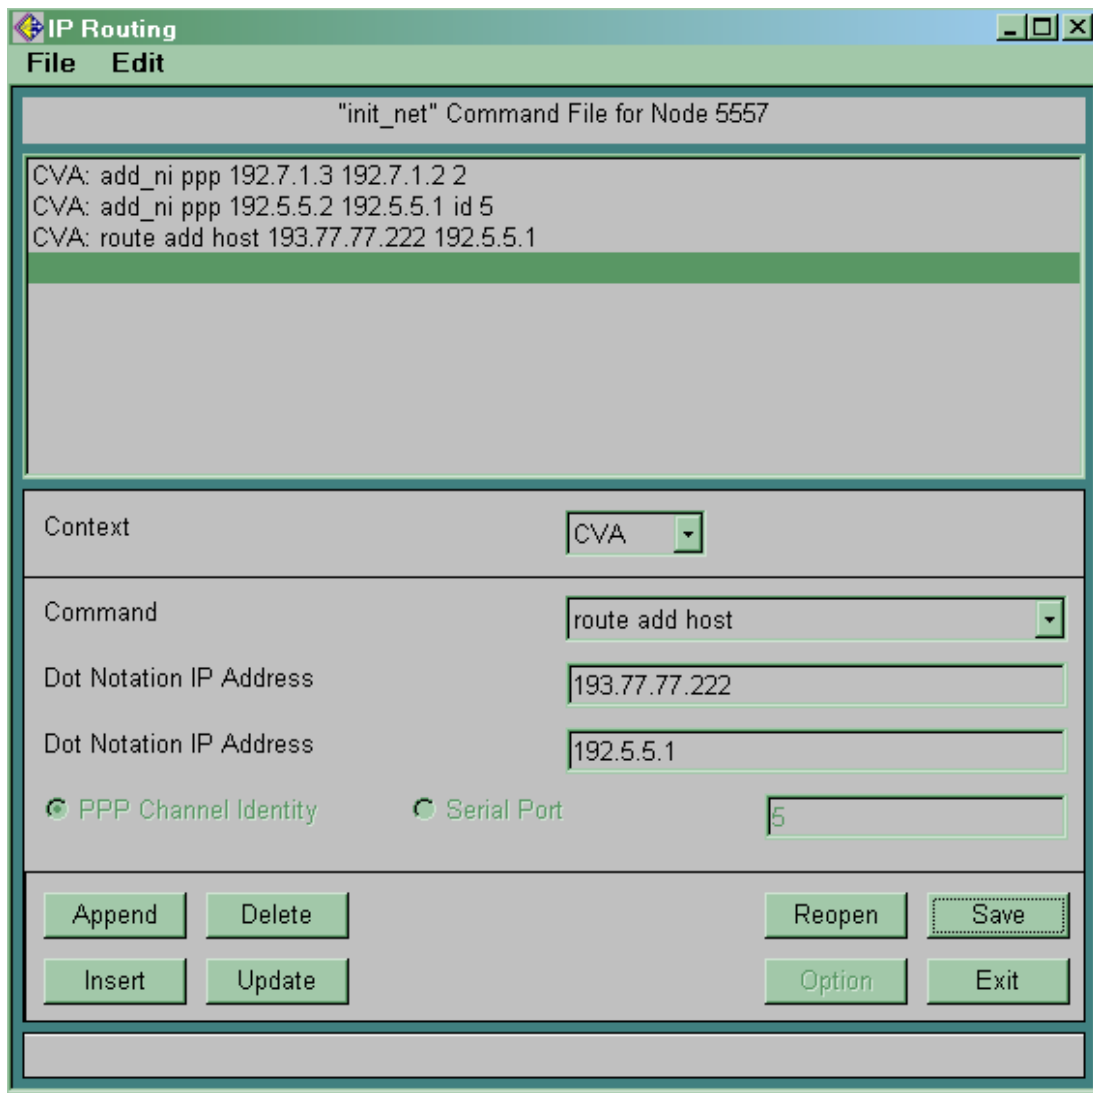 IP Routing
File Edit
"init_net" Command File for Node 5557
CVA: add_ni ppp 192.7.1.3 192.7.1.2 2
CVA: add_ni ppp 192.5.5.2 192.5.5.1 id 5
CVA: route add host 193.77.77.222 192.5.5.1
Context CVA
Command route add host
Dot Notation IP Address 193.77.77.222
Dot Notation IP Address 192.5.5.1
PPP Channel Identity Serial Port 5
Append Delete Reopen Save
Insert Update Option Exit